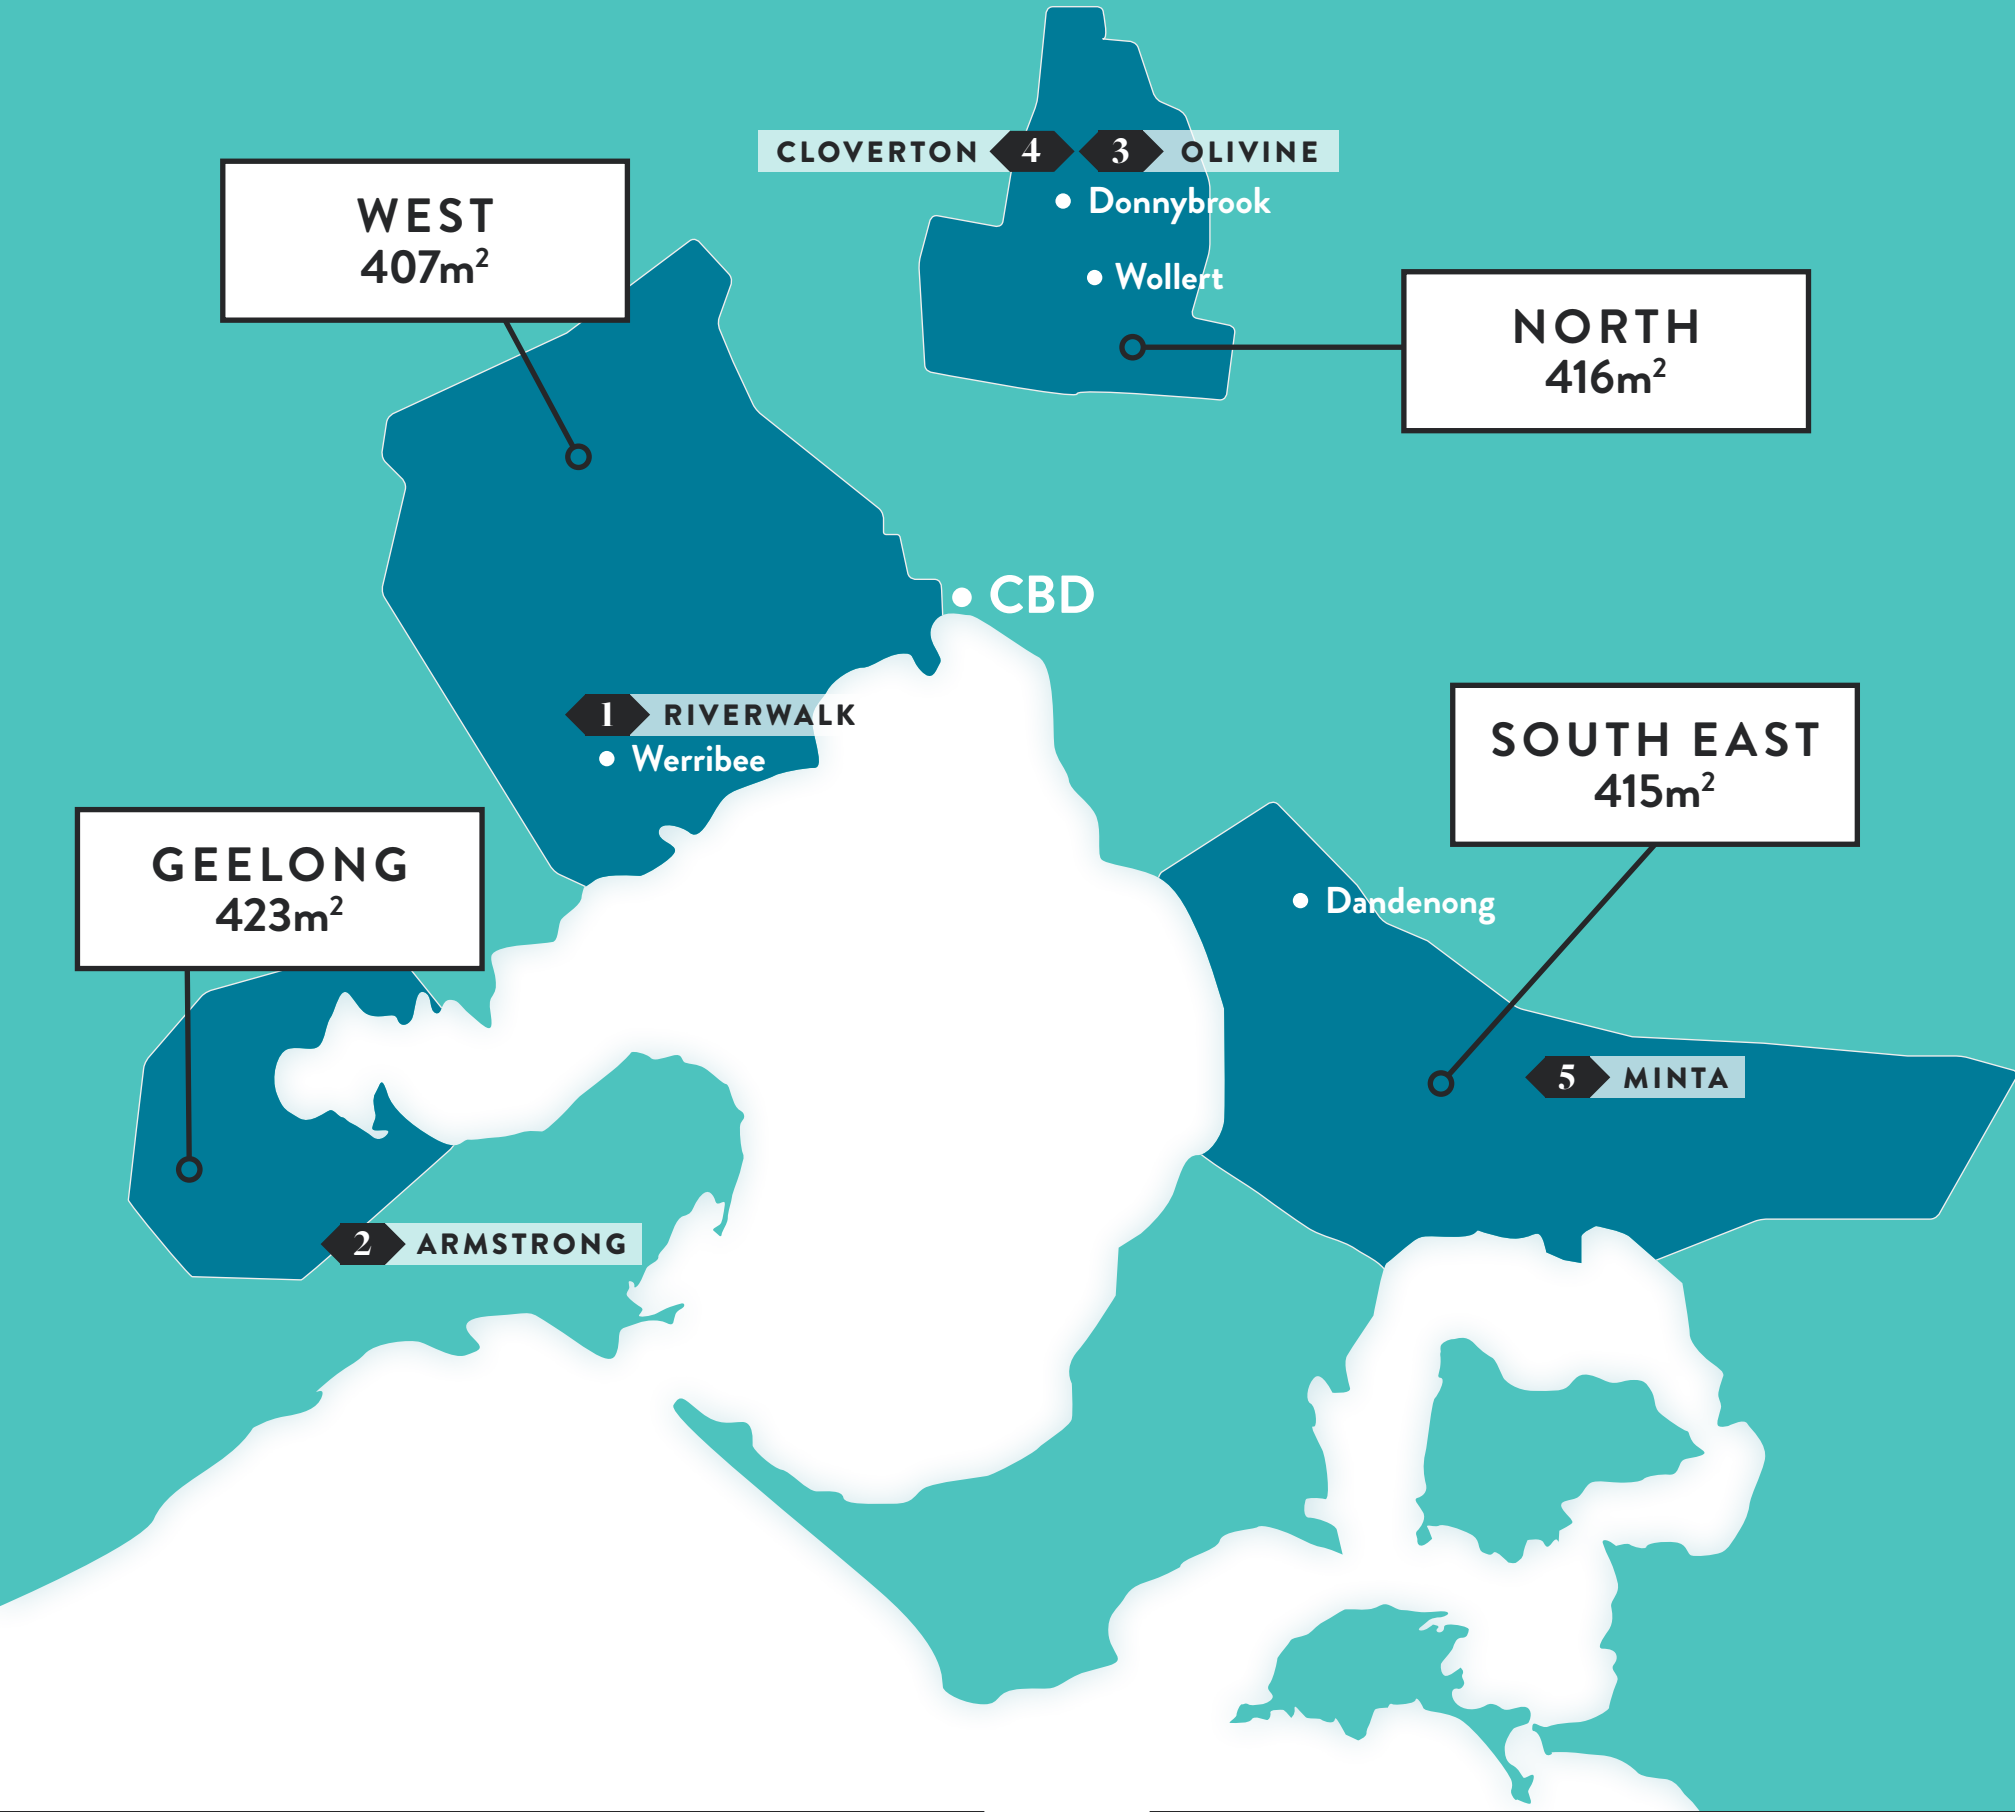 CLOVERTON 4 3 OLIVINE
Donnybrook
WEST
407m²
Wollert
NORTH
416m²
CBD
1 RIVERWALK
Werribee
SOUTH EAST
415m²
GEELONG
423m²
Dandenong
5 MINTA
2 ARMSTRONG